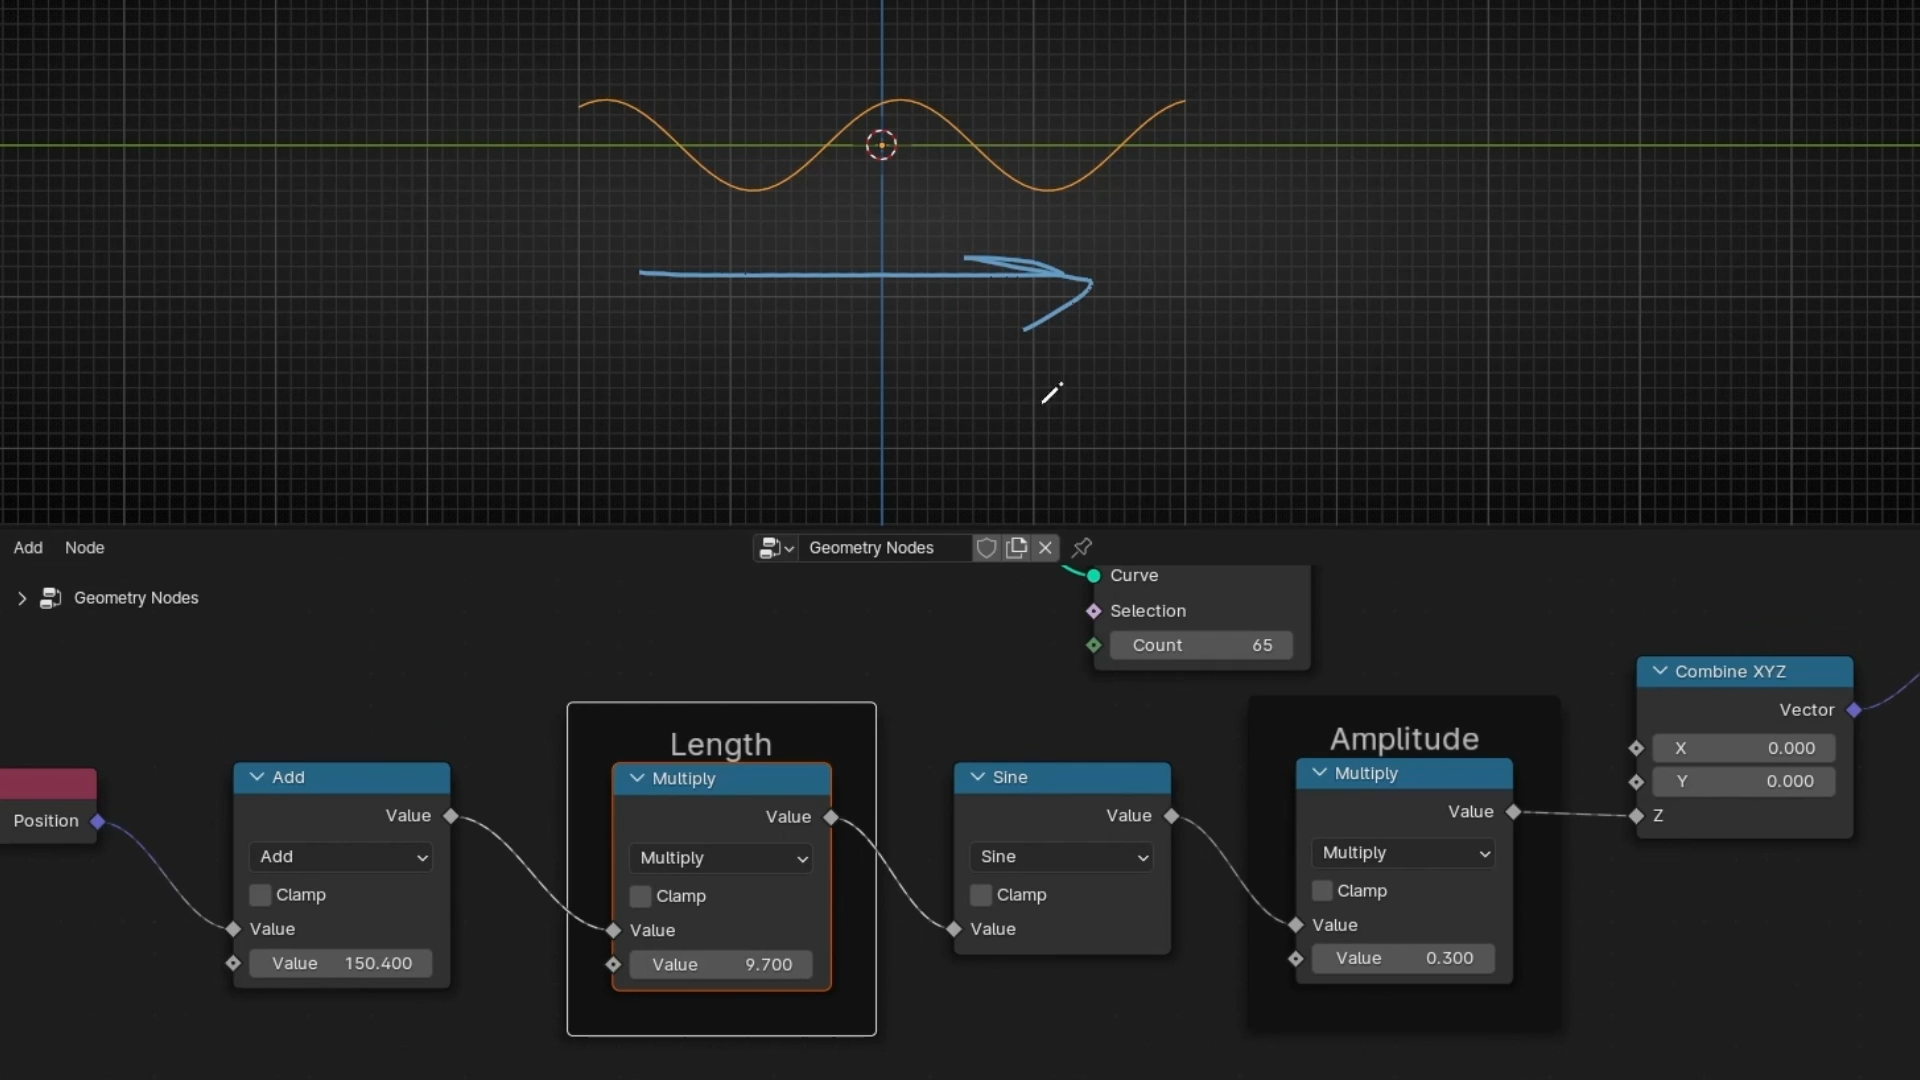 Add Node Geometry Nodes
Geometry Nodes
Curve
Selection
Count 65
Combine XYZ
Vector
X 0.000
Y 0.000
Z
Position
Add
Value
Add
Clamp
Value
Value 150.400
Length
Multiply
Value
Multiply
Clamp
Value
Value 9.700
Sine
Value
Sine
Clamp
Value
Amplitude
Multiply
Value
Multiply
Clamp
Value
Value 0.300